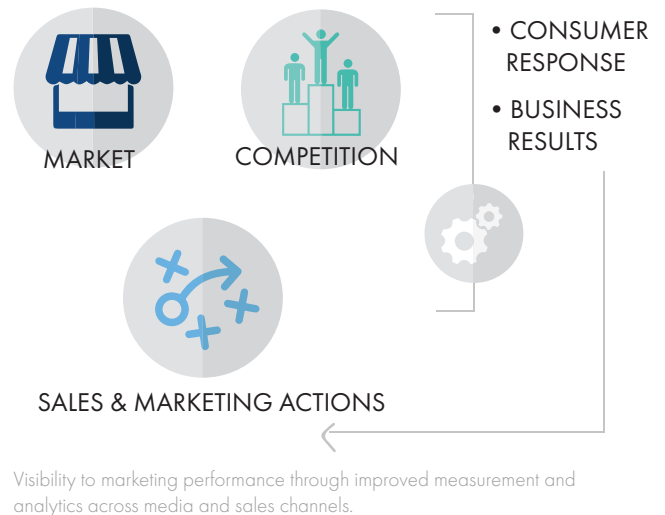 MARKET
COMPETITION
• CONSUMER
RESPONSE
• BUSINESS
RESULTS
SALES & MARKETING ACTIONS
Visibility to marketing performance through improved measurement and
analytics across media and sales channels.